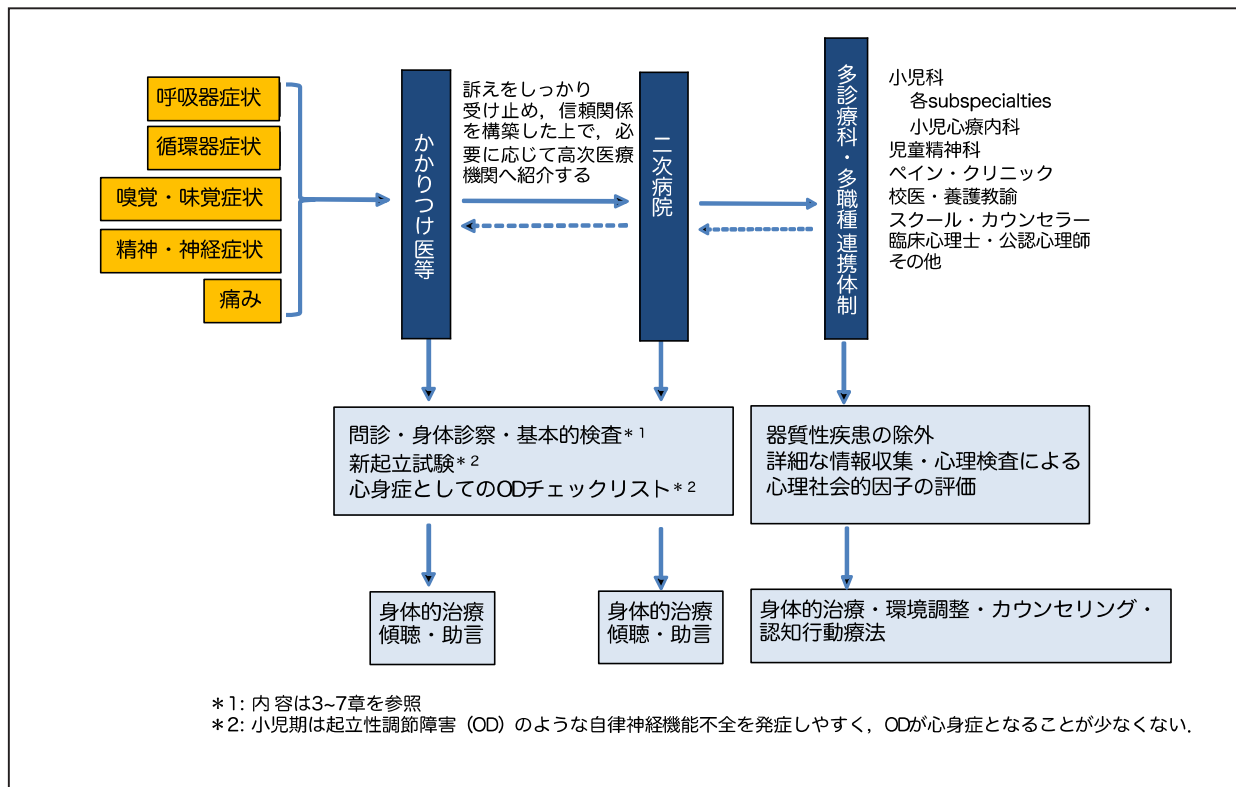 呼吸器症状
循環器症状
嗅覚・味覚症状
精神・神経症状
痛み
かかりつけ医等
訴えをしっかり
受け止め，信頼関係
を構築した上で，必
要に応じて高次医療
機関へ紹介する
二次病院
多診療科・多職種連携体制
小児科
各subspecialties
小児心療内科
児童精神科
ペイン・クリニック
校医・養護教諭
スクール・カウンセラー
臨床心理士・公認心理師
その他
問診・身体診察・基本的検査＊1
新起立試験＊2
心身症としてのODチェックリスト＊2
器質性疾患の除外
詳細な情報収集・心理検査による
心理社会的因子の評価
身体的治療
傾聴・助言
身体的治療
傾聴・助言
身体的治療・環境調整・カウンセリング・
認知行動療法
＊1: 内 容は3~7章を参照
＊2: 小児期は起立性調節障害（OD）のような自律神経機能不全を発症しやすく，ODが心身症となることが少なくない．